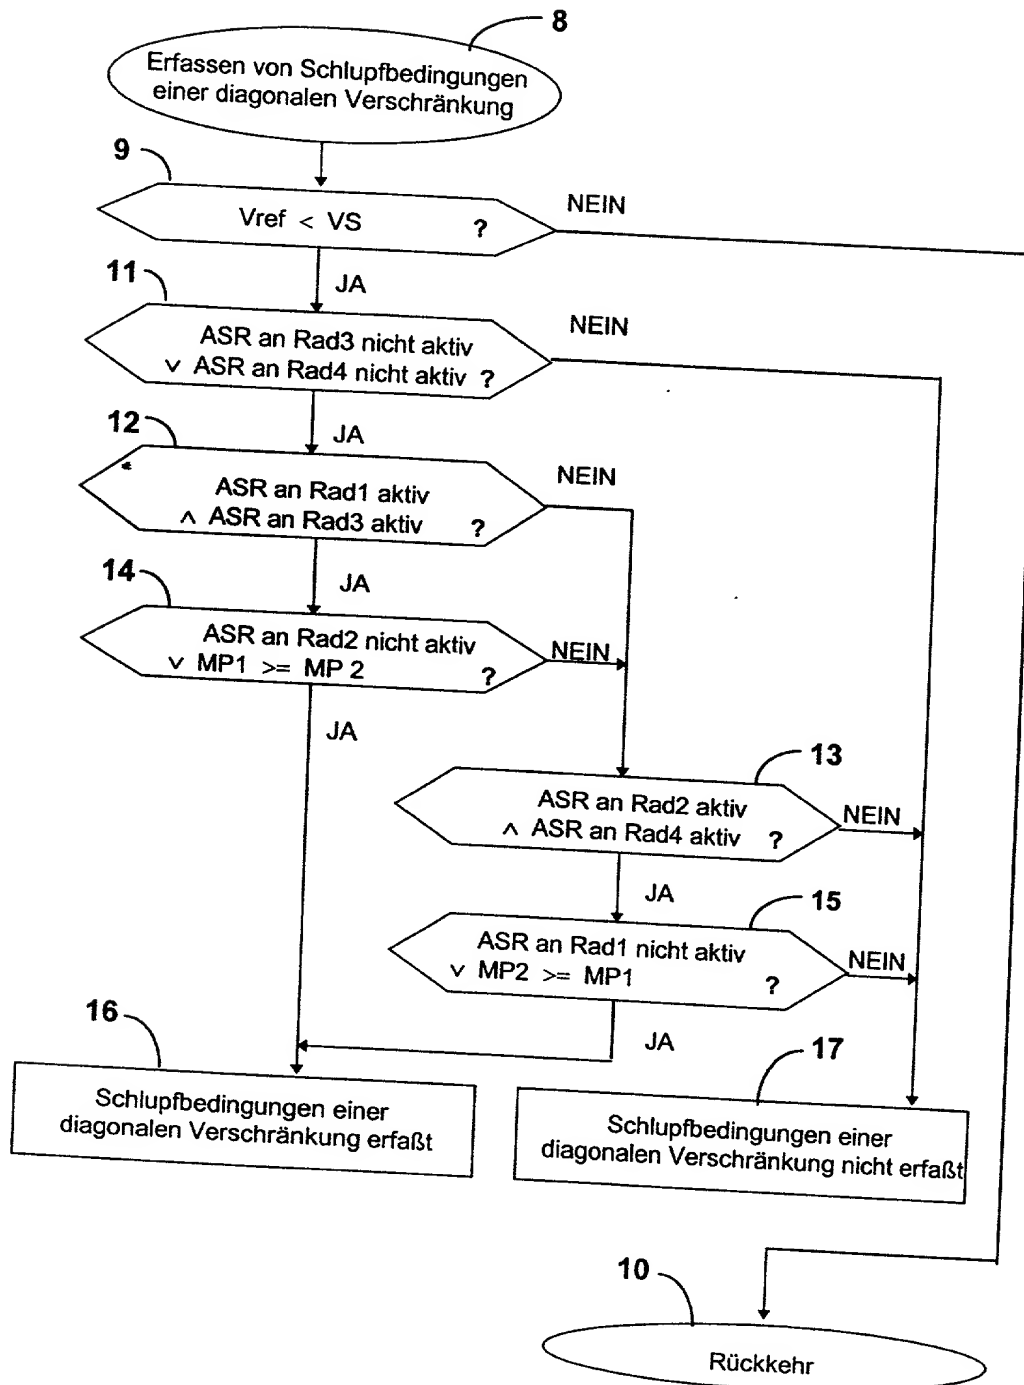 8
Erfassen von Schlupfbedingungen
einer diagonalen Verschränkung
9
Vref < VS ?
NEIN
JA
11
ASR an Rad3 nicht aktiv
∨ ASR an Rad4 nicht aktiv ?
NEIN
JA
12
ASR an Rad1 aktiv
∧ ASR an Rad3 aktiv ?
NEIN
JA
14
ASR an Rad2 nicht aktiv
∨ MP1 >= MP 2 ?
NEIN
JA
13
ASR an Rad2 aktiv
∧ ASR an Rad4 aktiv ?
NEIN
JA
15
ASR an Rad1 nicht aktiv
∨ MP2 >= MP1 ?
NEIN
JA
16
Schlupfbedingungen einer
diagonalen Verschränkung erfaßt
17
Schlupfbedingungen einer
diagonalen Verschränkung nicht erfaßt
10
Rückkehr